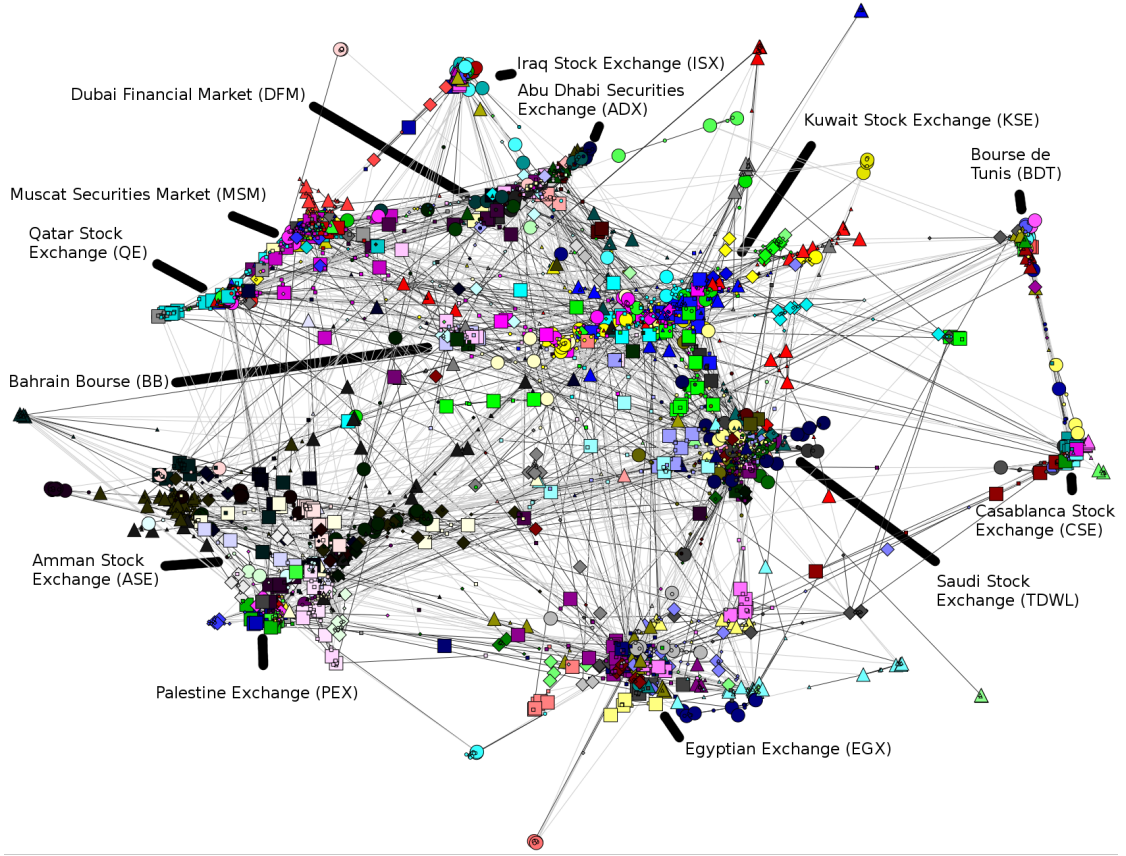 Iraq Stock Exchange (ISX)
Dubai Financial Market (DFM)
Abu Dhabi Securities
Exchange (ADX)
Kuwait Stock Exchange (KSE)
Bourse de
Tunis (BDT)
Muscat Securities Market (MSM)
Qatar Stock
Exchange (QE)
Bahrain Bourse (BB)
Casablanca Stock
Exchange (CSE)
Amman Stock
Exchange (ASE)
Saudi Stock
Exchange (TDWL)
Palestine Exchange (PEX)
Egyptian Exchange (EGX)